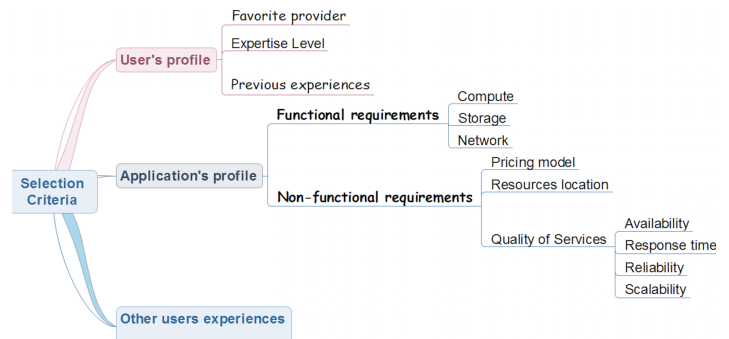 Favorite provider
Expertise Level
User's profile
Previous experiences
Compute
Functional requirements
Storage
Network
Pricing model
Application's profile
Resources location
Selection
Criteria
Non-functional requirements
Availability
Quality of Services
Response time
Reliability
Scalability
Other users experiences